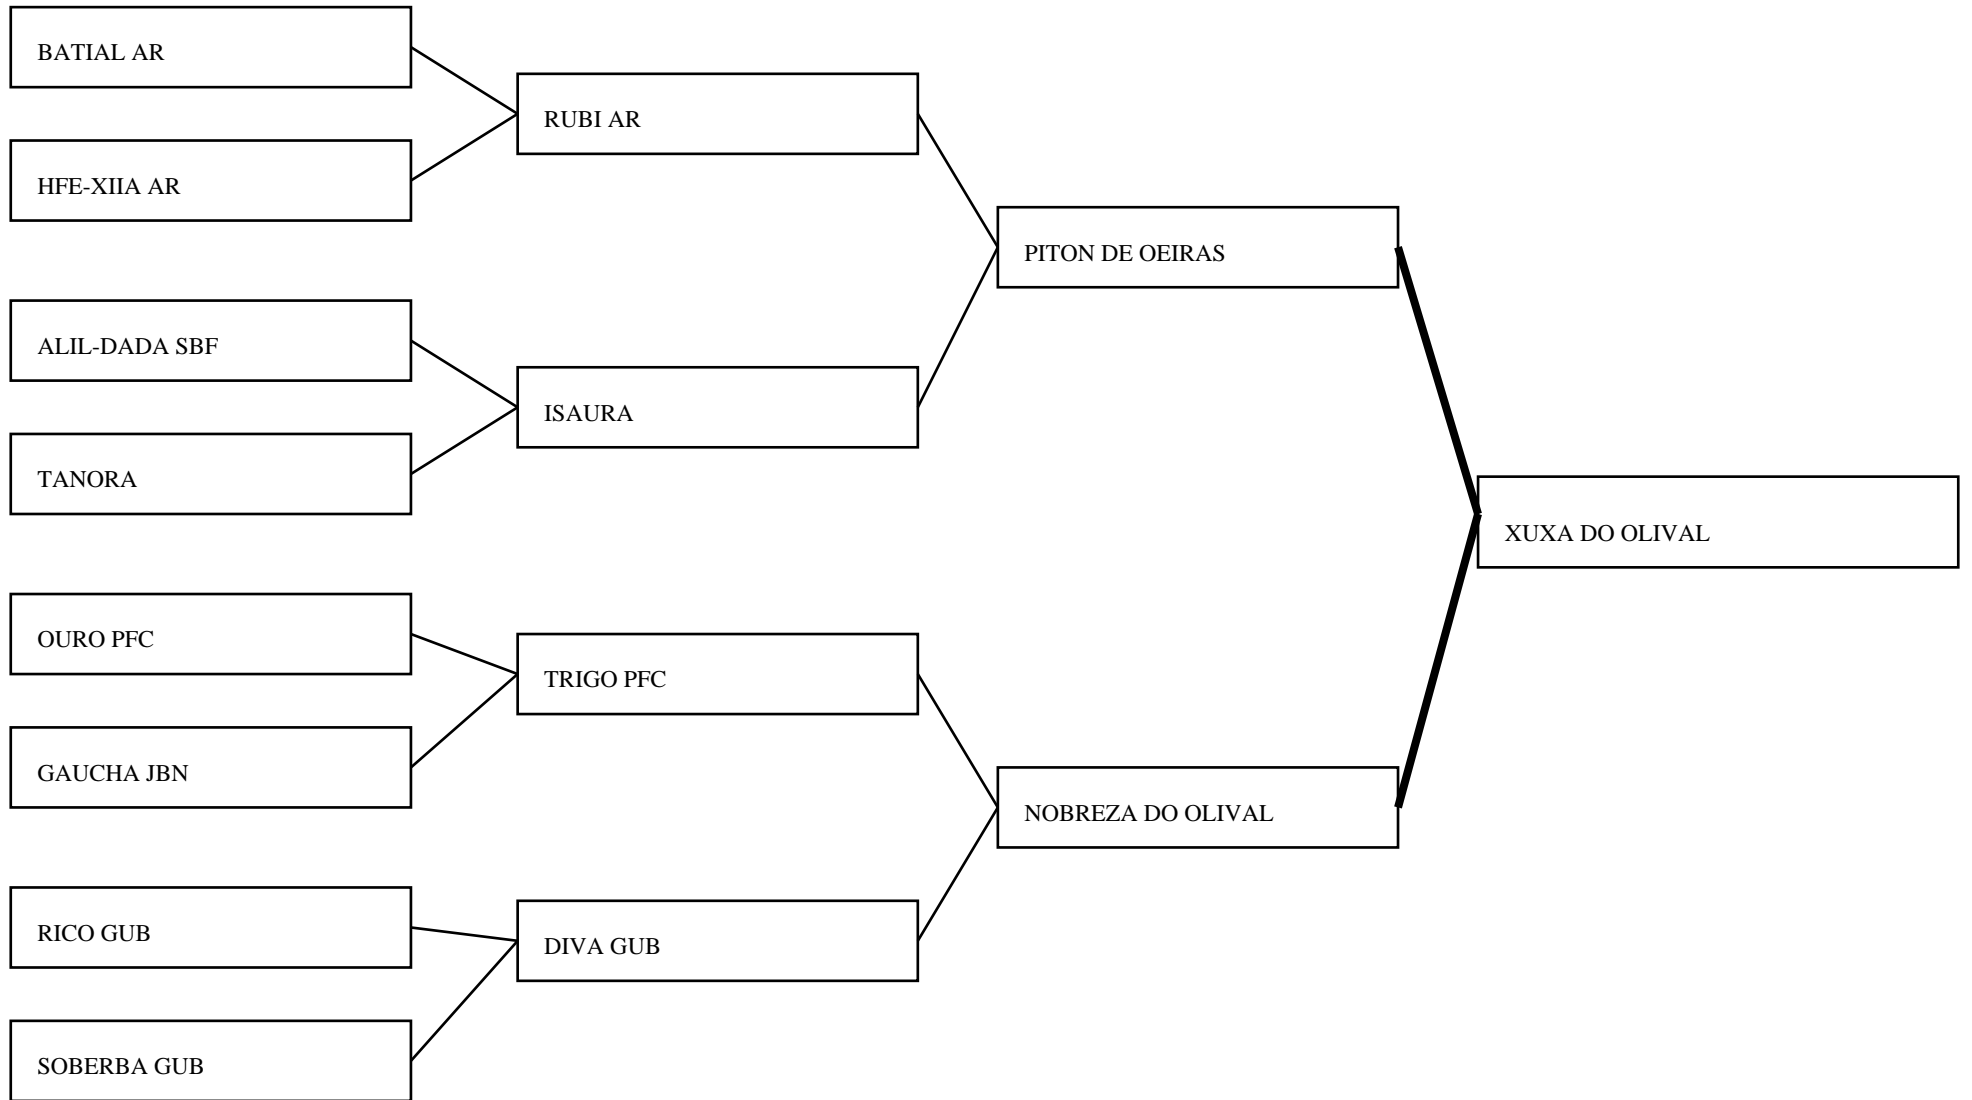 BATIAL AR
RUBI AR
HFE-XIIA AR
PITON DE OEIRAS
ALIL-DADA SBF
ISAURA
TANORA
XUXA DO OLIVAL
OURO PFC
TRIGO PFC
GAUCHA JBN
NOBREZA DO OLIVAL
RICO GUB
DIVA GUB
SOBERBA GUB